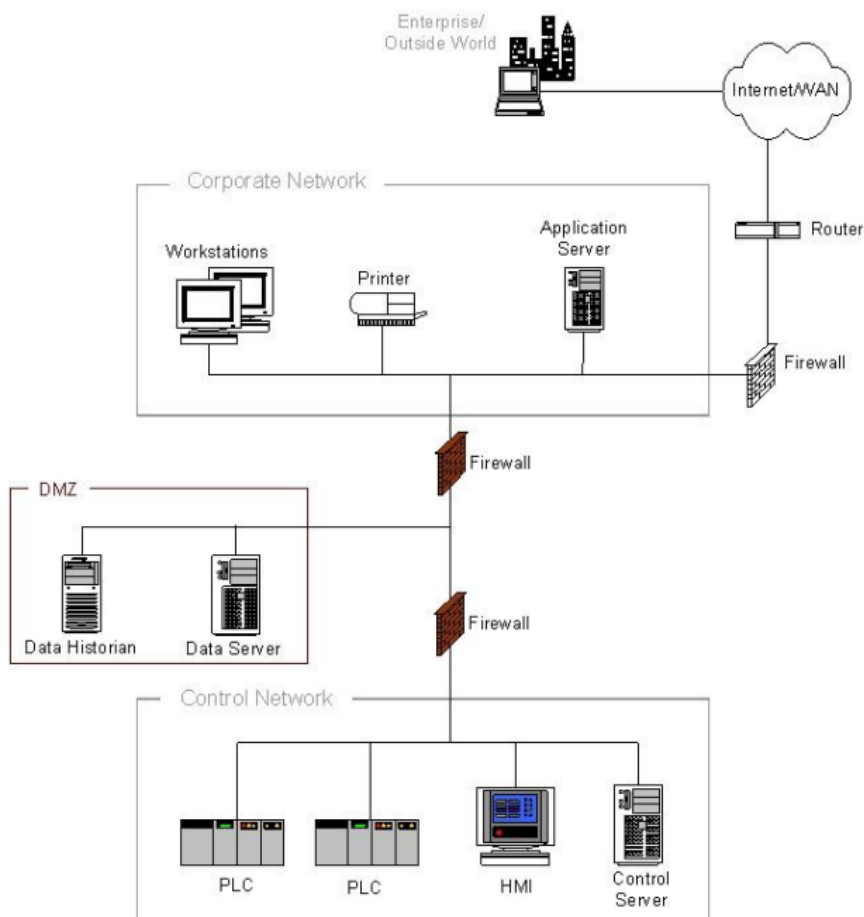 Enterprise/
Outside World
Internet/WAN
Corporate Network
Router
Workstations
Printer
Application
Server
Firewall
Firewall
DMZ
Data Historian
Data Server
Firewall
Control Network
PLC
PLC
HMI
Control
Server